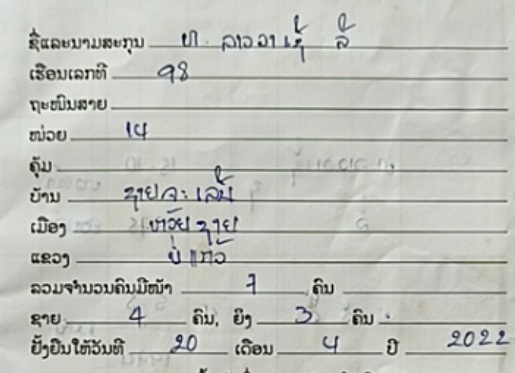 ຊື່ແລະນາມສະກຸນ ທ. ລາວວາເຊັ້ ລໍ້
ເຮືອນເລກທີ 98
ຖະໜົນສາຍ
ໜ່ວຍ 14
ຄຸ້ມ
ບ້ານ ຊາຍຈະເລີນ
ເມືອງ ຫ້ວຍຊາຍ
ແຂວງ ບໍ່ແກ້ວ
ລວມຈຳນວນຄົນມີໜ້າ 7 ຄົນ
ຊາຍ 4 ຄົນ, ຍິງ 3 ຄົນ.
ຢັ້ງຢືນໃຫ້ວັນທີ 20 ເດືອນ 4 ປີ 2022